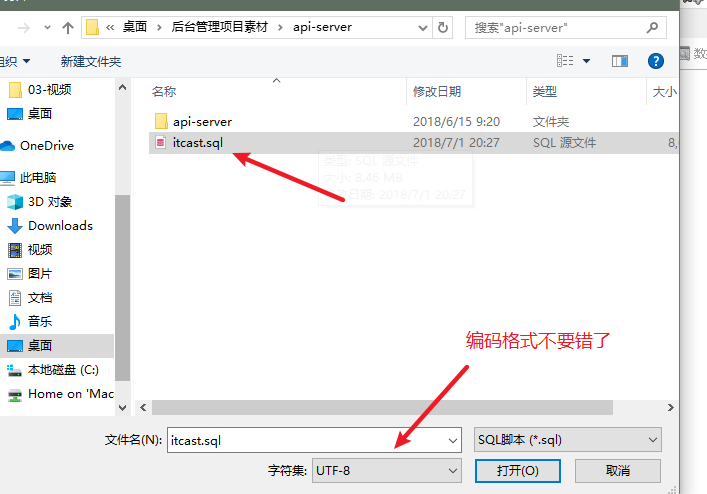 « 桌面 › 后台管理项目素材 › api-server
搜索"api-server"
组织
新建文件夹
数
03-视频
桌面
OneDrive
此电脑
3D 对象
Downloads
视频
图片
文档
音乐
桌面
本地磁盘 (C:)
Home on 'Mac
名称 修改日期 类型 大小
api-server 2018/6/15 9:20 文件夹
itcast.sql 2018/7/1 20:27 SQL 源文件 8,
类型: SQL 源文件
大小: 8.46 MB
日期: 2018/7/1 20:27
编码格式不要错了
文件名(N): itcast.sql SQL脚本 (*.sql)
字符集: UTF-8 打开(O) 取消